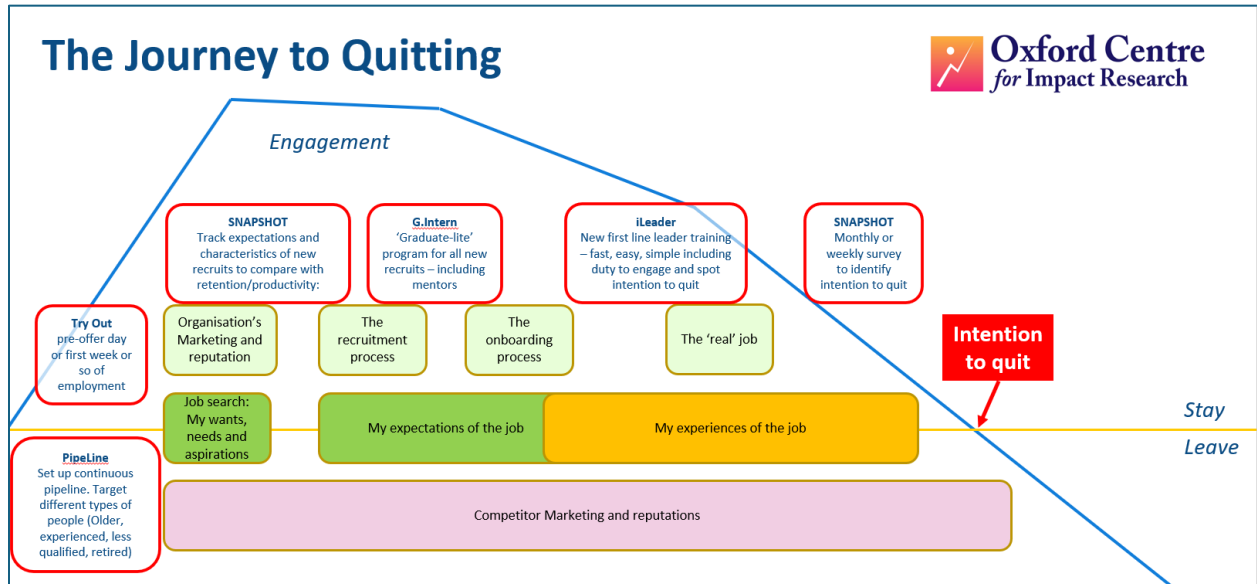 The Journey to Quitting
Oxford Centre
for Impact Research
Engagement
SNAPSHOT
Track expectations and
characteristics of new
recruits to compare with
retention/productivity:
G.Intern
‘Graduate-lite’
program for all new
recruits – including
mentors
iLeader
New first line leader training
– fast, easy, simple including
duty to engage and spot
intention to quit
SNAPSHOT
Monthly or
weekly survey
to identify
intention to quit
Try Out
pre-offer day
or first week or
so of
employment
Organisation’s
Marketing and
reputation
The
recruitment
process
The
onboarding
process
The ‘real’ job
Intention
to quit
Job search:
My wants,
needs and
aspirations
My expectations of the job
My experiences of the job
Stay
Leave
PipeLine
Set up continuous
pipeline. Target
different types of
people (Older,
experienced, less
qualified, retired)
Competitor Marketing and reputations